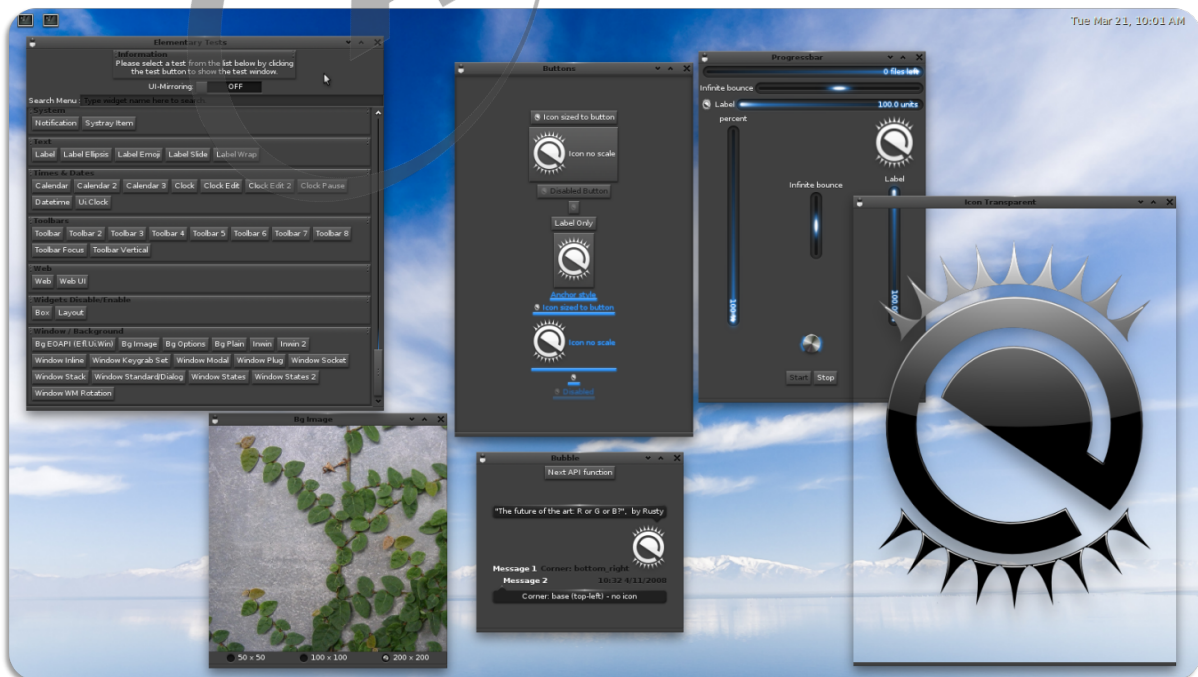 Tue Mar 21, 10:01 AM
Elementary Tests
Information
Please select a test from the list below by clicking
the test button to show the test window.
UI-Mirroring: OFF
Search Menu : Type widget name here to search
System
Notification Systray Item
Text
Label Label Ellipsis Label Emoji Label Slide Label Wrap
Times & Dates
Calendar Calendar 2 Calendar 3 Clock Clock Edit Clock Edit 2 Clock Pause
Datetime Ui.Clock
Toolbars
Toolbar Toolbar 2 Toolbar 3 Toolbar 4 Toolbar 5 Toolbar 6 Toolbar 7 Toolbar 8
Toolbar Focus Toolbar Vertical
Web
Web Web UI
Widgets Disable/Enable
Box Layout
Window / Background
Bg EOAPI (Efl.Ui.Win) Bg Image Bg Options Bg Plain Inwin Inwin 2
Window Inline Window Keygrab Set Window Modal Window Plug Window Socket
Window Stack Window Standard/Dialog Window States Window States 2
Window WM Rotation
Buttons
Icon sized to button
Icon no scale
Disabled Button
Label Only
Anchor style
Icon sized to button
Icon no scale
Disabled
Progressbar
0 files left
Infinite bounce
Label 100.0 units
percent
Label
Infinite bounce
100 %
Start Stop
Icon Transparent
Bg Image
50 x 50 100 x 100 200 x 200
Bubble
Next API function
"The future of the art: R or G or B?", by Rusty
Message 1 Corner: bottom_right
Message 2 10:32 4/11/2008
Corner: base (top-left) - no icon